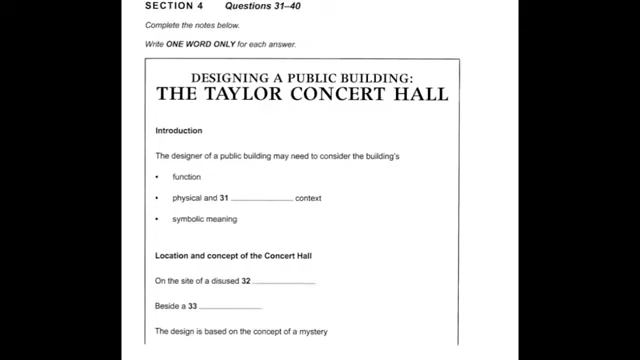 SECTION 4 Questions 31–40
Complete the notes below.
Write ONE WORD ONLY for each answer.
DESIGNING A PUBLIC BUILDING:
THE TAYLOR CONCERT HALL
Introduction
The designer of a public building may need to consider the building's
• function
• physical and 31 ____________ context
• symbolic meaning
Location and concept of the Concert Hall
On the site of a disused 32 ____________
Beside a 33 ____________
The design is based on the concept of a mystery